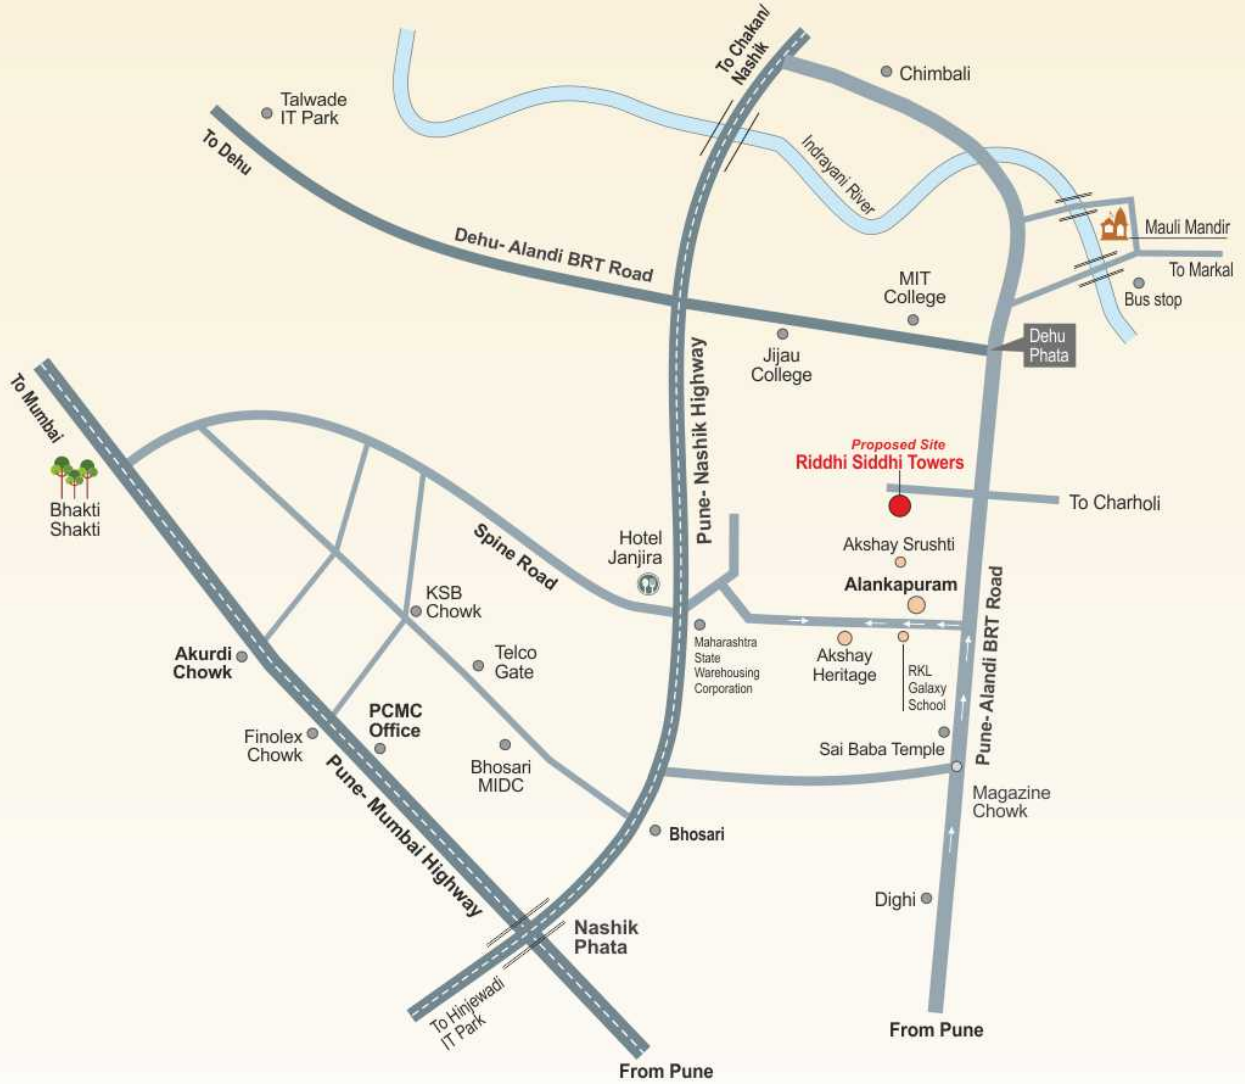 To Chakan/
Nashik
Chimbali
Talwade
IT Park
To Dehu
Indrayani River
Mauli Mandir
To Markal
Bus stop
Dehu- Alandi BRT Road
MIT
College
Jijau
College
Dehu
Phata
To Mumbai
Pune- Nashik Highway
Proposed Site
Riddhi Siddhi Towers
To Charholi
Bhakti
Shakti
Spine Road
Hotel
Janjira
Akshay Srushti
Alankapuram
KSB
Chowk
Maharashtra
State
Warehousing
Corporation
Akshay
Heritage
RKL
Galaxy
School
Pune- Alandi BRT Road
Akurdi
Chowk
Telco
Gate
PCMC
Office
Finolex
Chowk
Sai Baba Temple
Bhosari
MIDC
Magazine
Chowk
Pune- Mumbai Highway
Bhosari
Dighi
Nashik
Phata
To Hinjewadi
IT Park
From Pune
From Pune